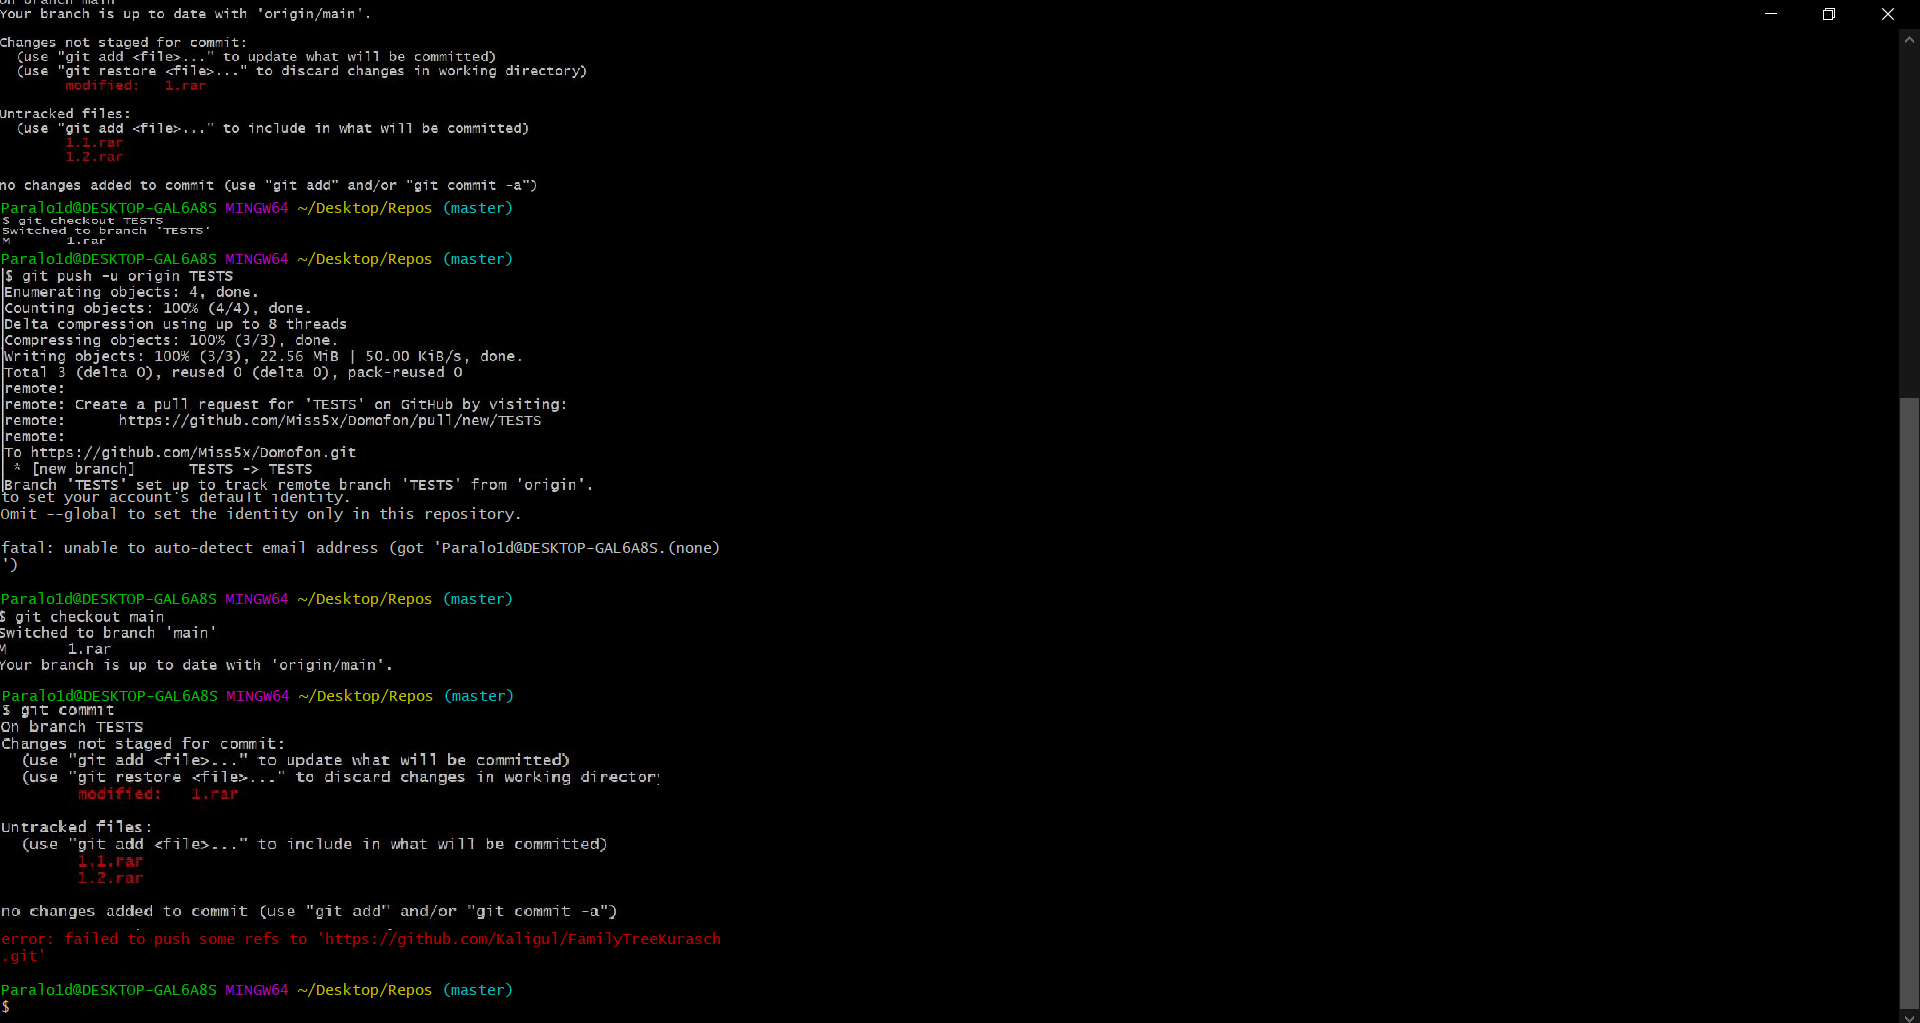 On branch main
Your branch is up to date with 'origin/main'.
Changes not staged for commit:
(use "git add <file>..." to update what will be committed)
(use "git restore <file>..." to discard changes in working directory)
modified: 1.rar
Untracked files:
(use "git add <file>..." to include in what will be committed)
1.1.rar
1.2.rar
no changes added to commit (use "git add" and/or "git commit -a")
Paralo1d@DESKTOP-GAL6A8S MINGW64 ~/Desktop/Repos (master)
$ git checkout TESTS
Switched to branch 'TESTS'
M 1.rar
Paralo1d@DESKTOP-GAL6A8S MINGW64 ~/Desktop/Repos (master)
$ git push -u origin TESTS
Enumerating objects: 4, done.
Counting objects: 100% (4/4), done.
Delta compression using up to 8 threads
Compressing objects: 100% (3/3), done.
Writing objects: 100% (3/3), 22.56 MiB | 50.00 KiB/s, done.
Total 3 (delta 0), reused 0 (delta 0), pack-reused 0
remote:
remote: Create a pull request for 'TESTS' on GitHub by visiting:
remote: https://github.com/Miss5x/Domofon/pull/new/TESTS
remote:
To https://github.com/Miss5x/Domofon.git
* [new branch] TESTS -> TESTS
Branch 'TESTS' set up to track remote branch 'TESTS' from 'origin'.
to set your account's default identity.
Omit --global to set the identity only in this repository.
fatal: unable to auto-detect email address (got 'Paralo1d@DESKTOP-GAL6A8S.(none)
')
Paralo1d@DESKTOP-GAL6A8S MINGW64 ~/Desktop/Repos (master)
$ git checkout main
Switched to branch 'main'
M 1.rar
Your branch is up to date with 'origin/main'.
Paralo1d@DESKTOP-GAL6A8S MINGW64 ~/Desktop/Repos (master)
$ git commit
On branch TESTS
Changes not staged for commit:
(use "git add <file>..." to update what will be committed)
(use "git restore <file>..." to discard changes in working director
modified: 1.rar
Untracked files:
(use "git add <file>..." to include in what will be committed)
1.1.rar
1.2.rar
no changes added to commit (use "git add" and/or "git commit -a")
error: failed to push some refs to 'https://github.com/Kaligul/FamilyTreeKurasch
.git'
Paralo1d@DESKTOP-GAL6A8S MINGW64 ~/Desktop/Repos (master)
$